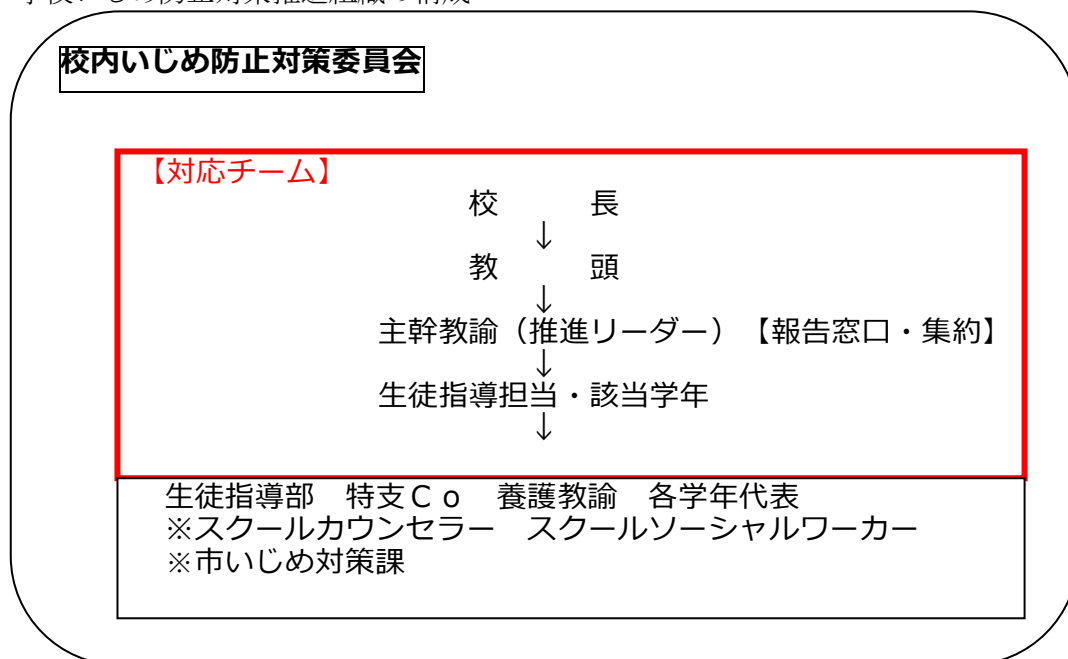 校内いじめ防止対策委員会
【対応チーム】
校　　　長
↓
教　　　頭
↓
主幹教諭（推進リーダー）【報告窓口・集約】
↓
生徒指導担当・該当学年
↓
生徒指導部　特支Ｃｏ　養護教諭　各学年代表
※スクールカウンセラー　スクールソーシャルワーカー
※市いじめ対策課